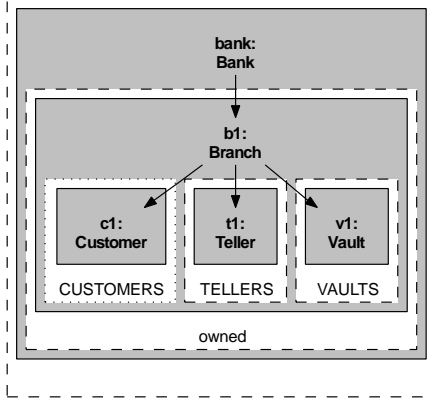 bank:
Bank
b1:
Branch
c1:
Customer
t1:
Teller
v1:
Vault
CUSTOMERS
TELLERS
VAULTS
owned